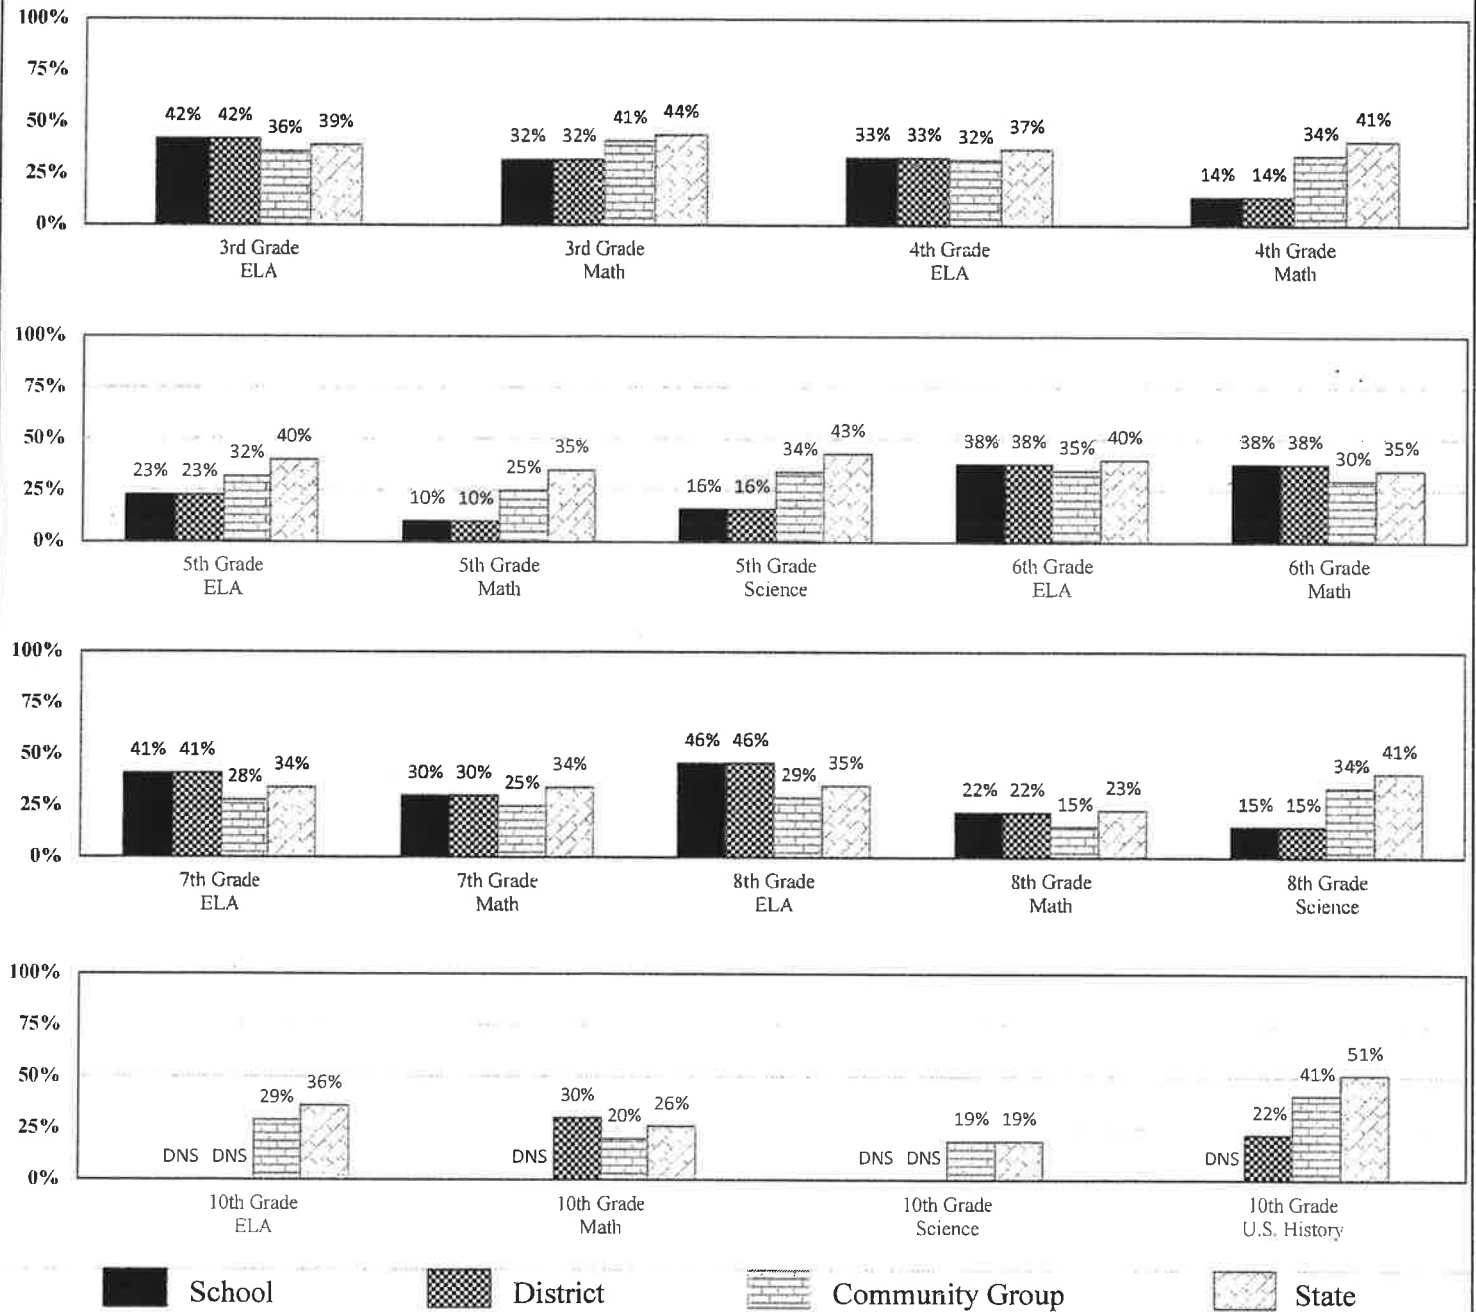 100%
75%
50%
25%
0%
42% 42% 36% 39%
32% 32% 41% 44%
33% 33% 32% 37%
14% 14% 34% 41%
3rd Grade
ELA
3rd Grade
Math
4th Grade
ELA
4th Grade
Math
100%
75%
50%
25%
0%
23% 23% 32% 40%
10% 10% 25% 35%
16% 16% 34% 43%
38% 38% 35% 40%
38% 38% 30% 35%
5th Grade
ELA
5th Grade
Math
5th Grade
Science
6th Grade
ELA
6th Grade
Math
100%
75%
50%
25%
0%
41% 41% 28% 34%
30% 30% 25% 34%
46% 46% 29% 35%
22% 22% 15% 23%
15% 15% 34% 41%
7th Grade
ELA
7th Grade
Math
8th Grade
ELA
8th Grade
Math
8th Grade
Science
100%
75%
50%
25%
0%
DNS DNS 29% 36%
DNS 30% 20% 26%
DNS DNS 19% 19%
DNS 22% 41% 51%
10th Grade
ELA
10th Grade
Math
10th Grade
Science
10th Grade
U.S. History
School District Community Group State